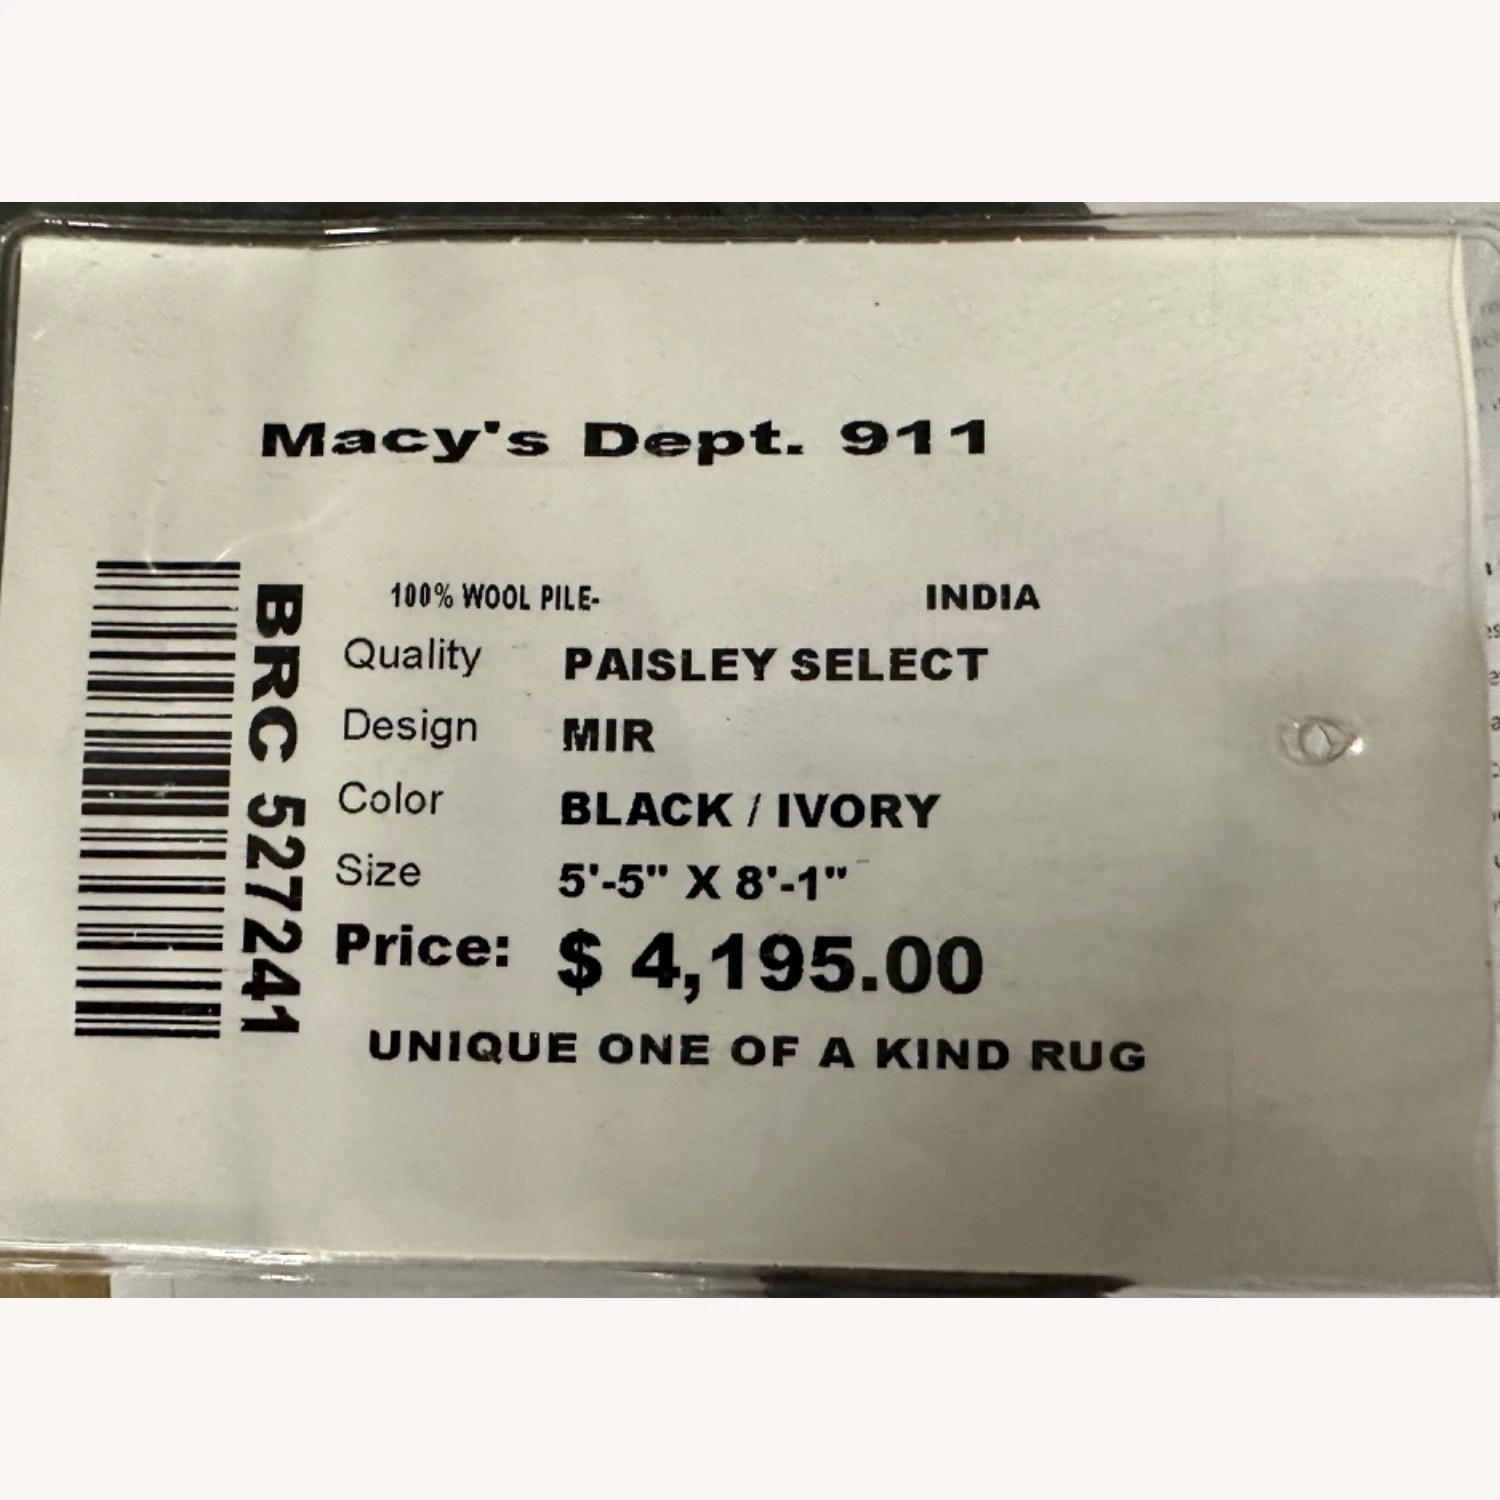 Macy's Dept. 911
BRC 527241
100% WOOL PILE- INDIA
Quality PAISLEY SELECT
Design MIR
Color BLACK / IVORY
Size 5'-5" X 8'-1"
Price: $ 4,195.00
UNIQUE ONE OF A KIND RUG